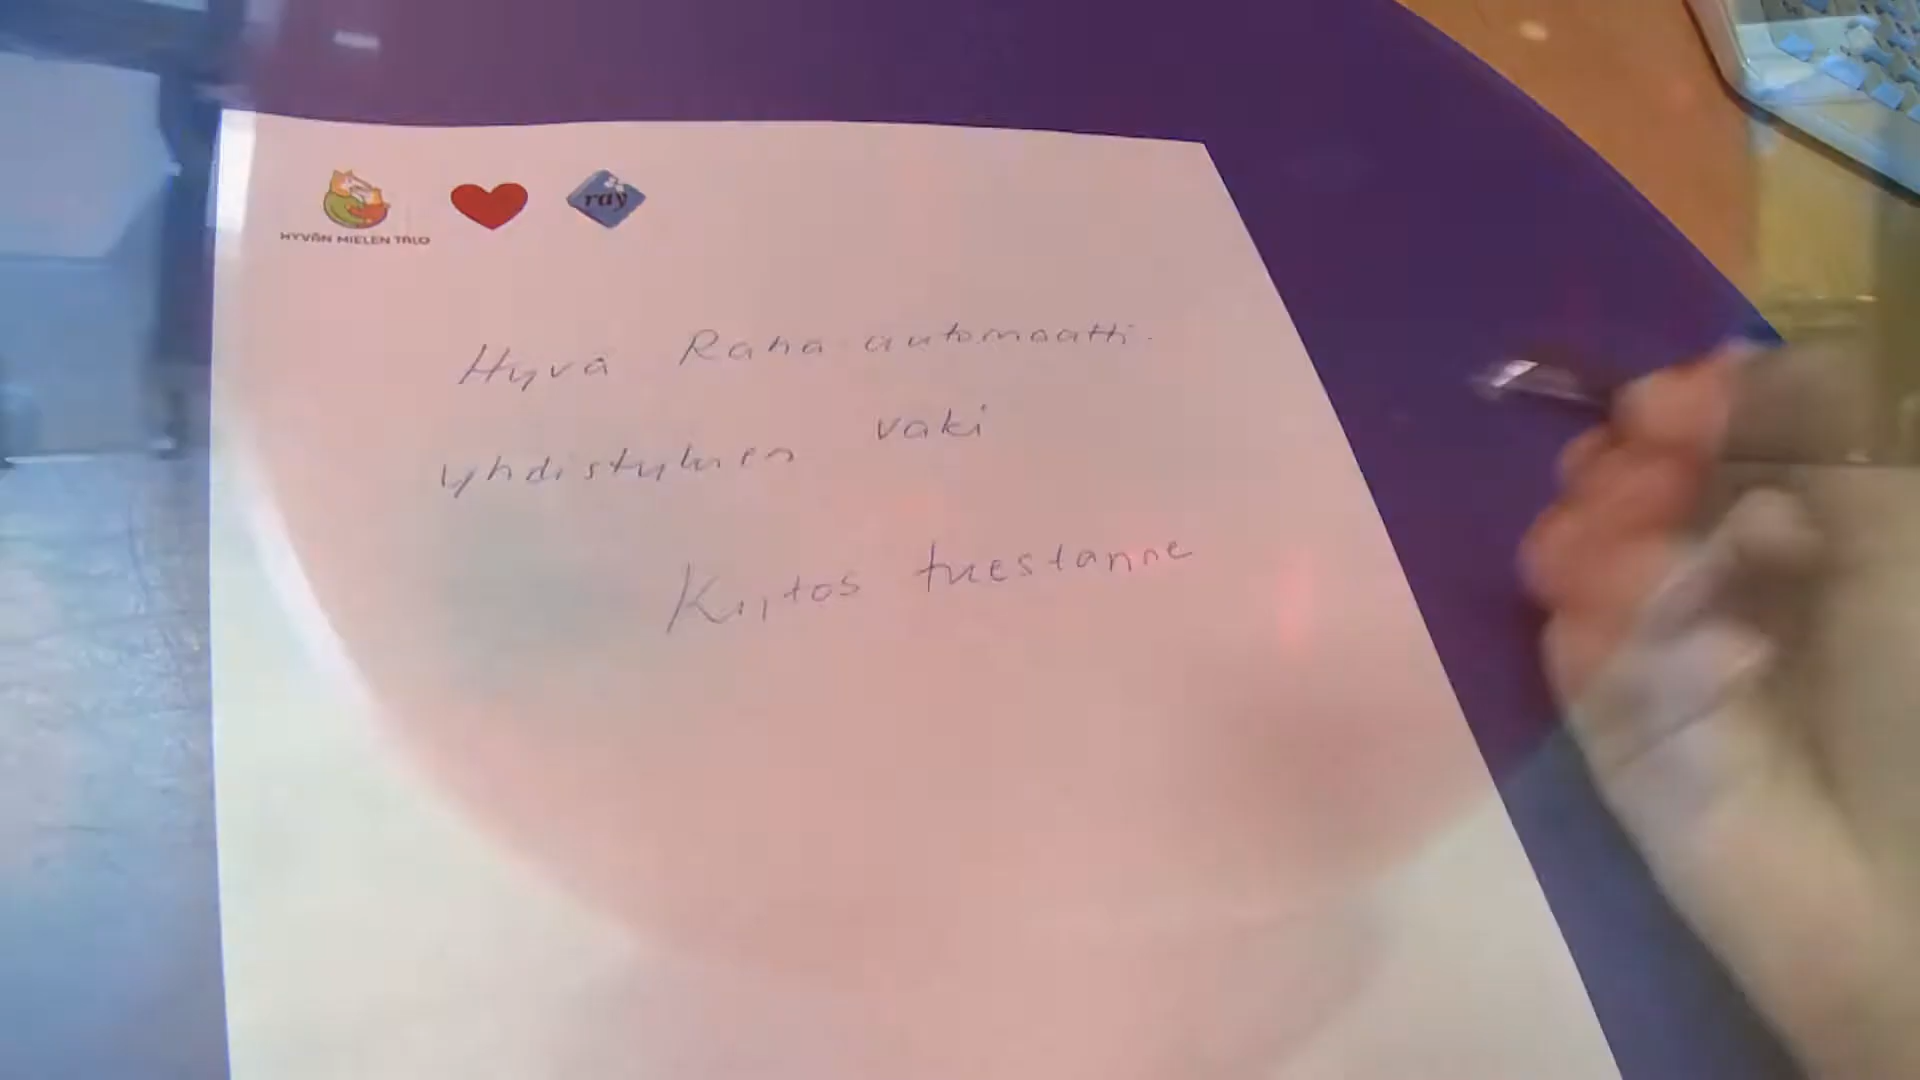 HYVÄN MIELEN TALO
ray
Hyvä Raha-automaatti-
yhdistyksen väki
Kiitos tuestanne